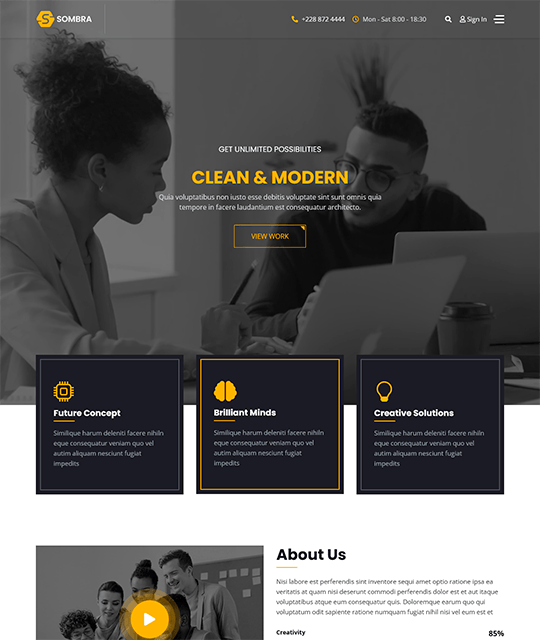 SOMBRA
+228 872 4444
Mon - Sat 8:00 - 18:30
Sign In
GET UNLIMITED POSSIBILITIES
CLEAN & MODERN
Quia voluptatibus non iusto esse debitis voluptate sint sunt omnis quia
tempore in facere laudantium est consequatur architecto.
VIEW WORK
Future Concept
Similique harum deleniti facere nihiln
eque consequatur veniam quo vel
autim aliquam nesciunt fugiat
impedits
Brilliant Minds
Similique harum deleniti facere nihiln
eque consequatur veniam quo vel
autim aliquam nesciunt fugiat
impedits
Creative Solutions
Similique harum deleniti facere nihiln
eque consequatur veniam quo vel
autim aliquam nesciunt fugiat
impedits
About Us
Nisi labore est perferendis sint inventore sequi amet optio ratione ipsa ea
veritatis at quam nisi deserunt commodi perferendis dolor est et aut itaque
voluptatibus atque eum consequatur quis. Doloremque earum quo qui
voluptatum odit sapiente ratione numquam fugiat nihil nisi vel eum est et
Creativity
85%